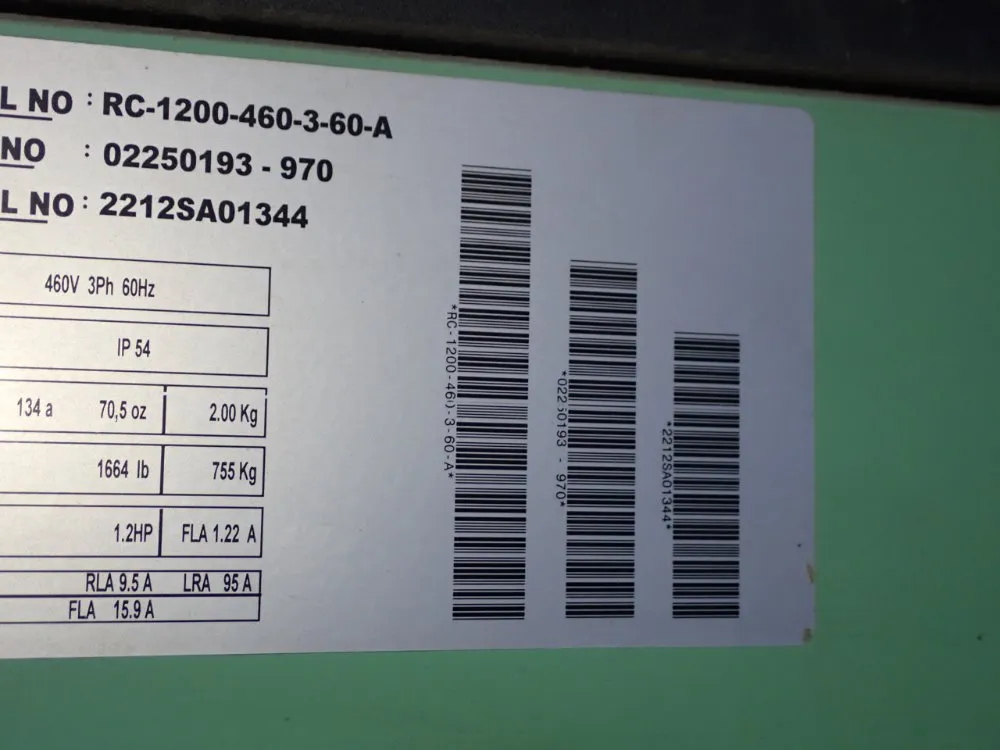 L NO : RC-1200-460-3-60-A
NO : 02250193 - 970
L NO : 2212SA01344
460V 3Ph 60Hz
IP 54
134 a 70,5 oz 2.00 Kg
1664 lb 755 Kg
1.2HP FLA 1.22 A
RLA 9.5 A LRA 95 A
FLA 15.9 A
*RC-1200-460-3-60-A*
*02250193 - 970*
*2212SA01344*